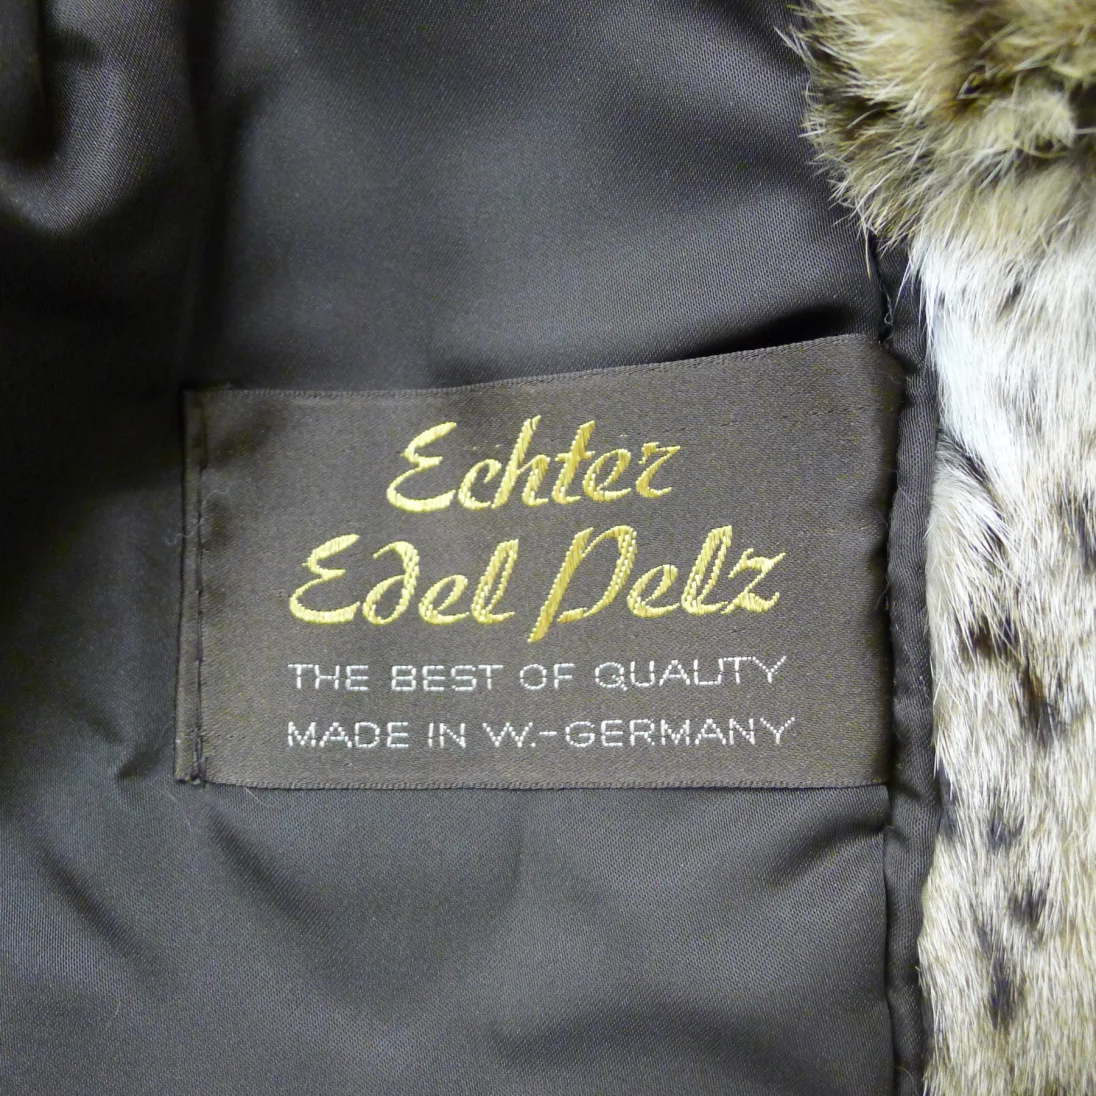 Echter
Edel Pelz
THE BEST OF QUALITY
MADE IN W.-GERMANY